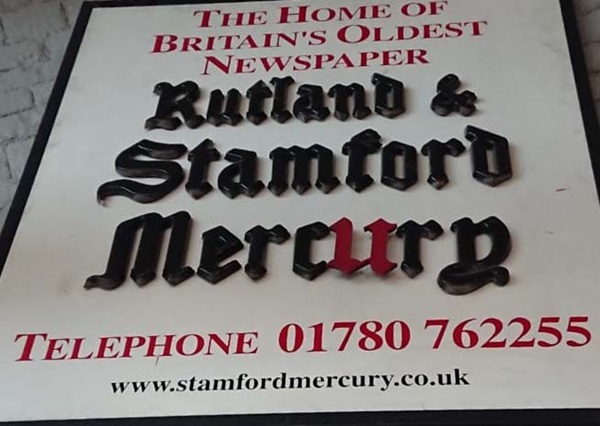 The Home of
Britain's Oldest
Newspaper
Rutland &
Stamford
Mercury
Telephone 01780 762255
www.stamfordmercury.co.uk